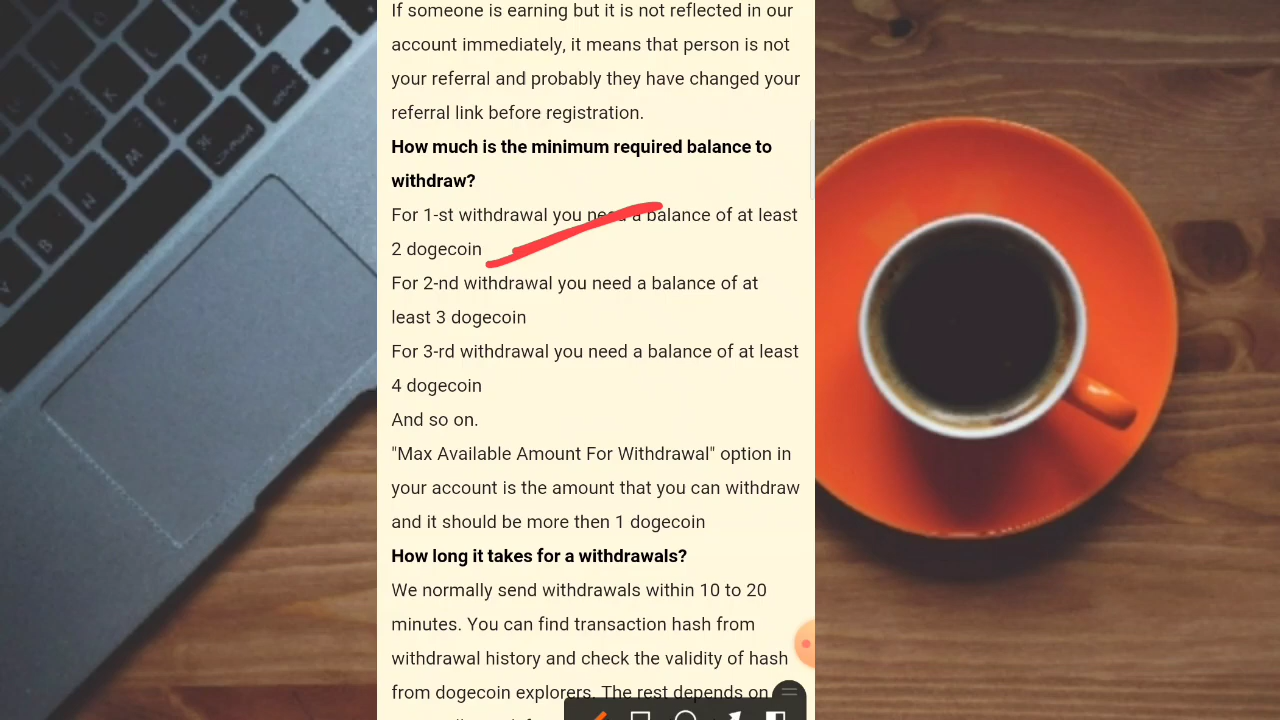 If someone is earning but it is not reflected in our
account immediately, it means that person is not
your referral and probably they have changed your
referral link before registration.
How much is the minimum required balance to
withdraw?
For 1-st withdrawal you need a balance of at least
2 dogecoin
For 2-nd withdrawal you need a balance of at
least 3 dogecoin
For 3-rd withdrawal you need a balance of at least
4 dogecoin
And so on.
"Max Available Amount For Withdrawal" option in
your account is the amount that you can withdraw
and it should be more then 1 dogecoin
How long it takes for a withdrawals?
We normally send withdrawals within 10 to 20
minutes. You can find transaction hash from
withdrawal history and check the validity of hash
from dogecoin explorers. The rest depends on